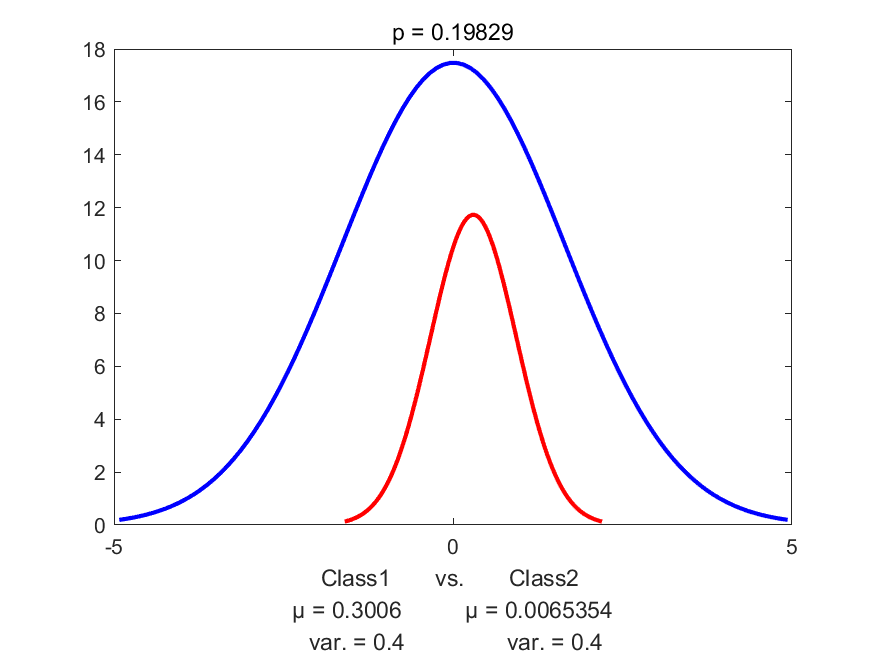 p = 0.19829
18
16
14
12
10
8
6
4
2
0
-5 0 5
Class1 vs. Class2
μ = 0.3006 μ = 0.0065354
var. = 0.4 var. = 0.4